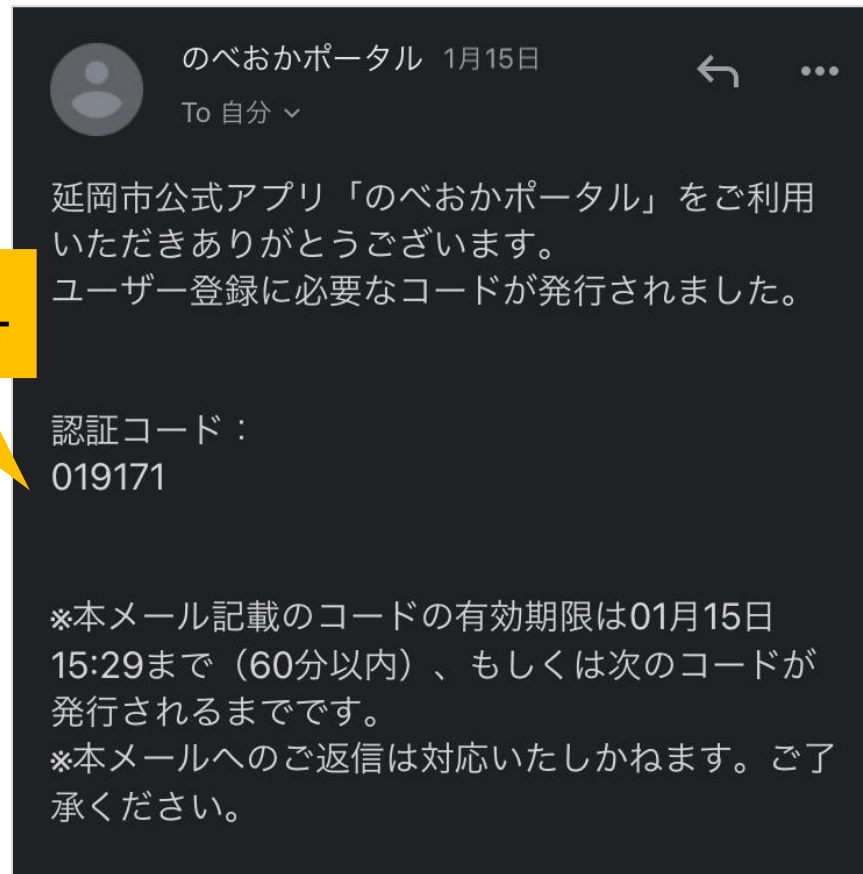 のべおかポータル 1月15日
To 自分
延岡市公式アプリ「のべおかポータル」をご利用
いただきありがとうございます。
ユーザー登録に必要なコードが発行されました。
認証コード：
019171
※本メール記載のコードの有効期限は01月15日
15:29まで（60分以内）、もしくは次のコードが
発行されるまでです。
※本メールへのご返信は対応いたしかねます。ご了
承ください。